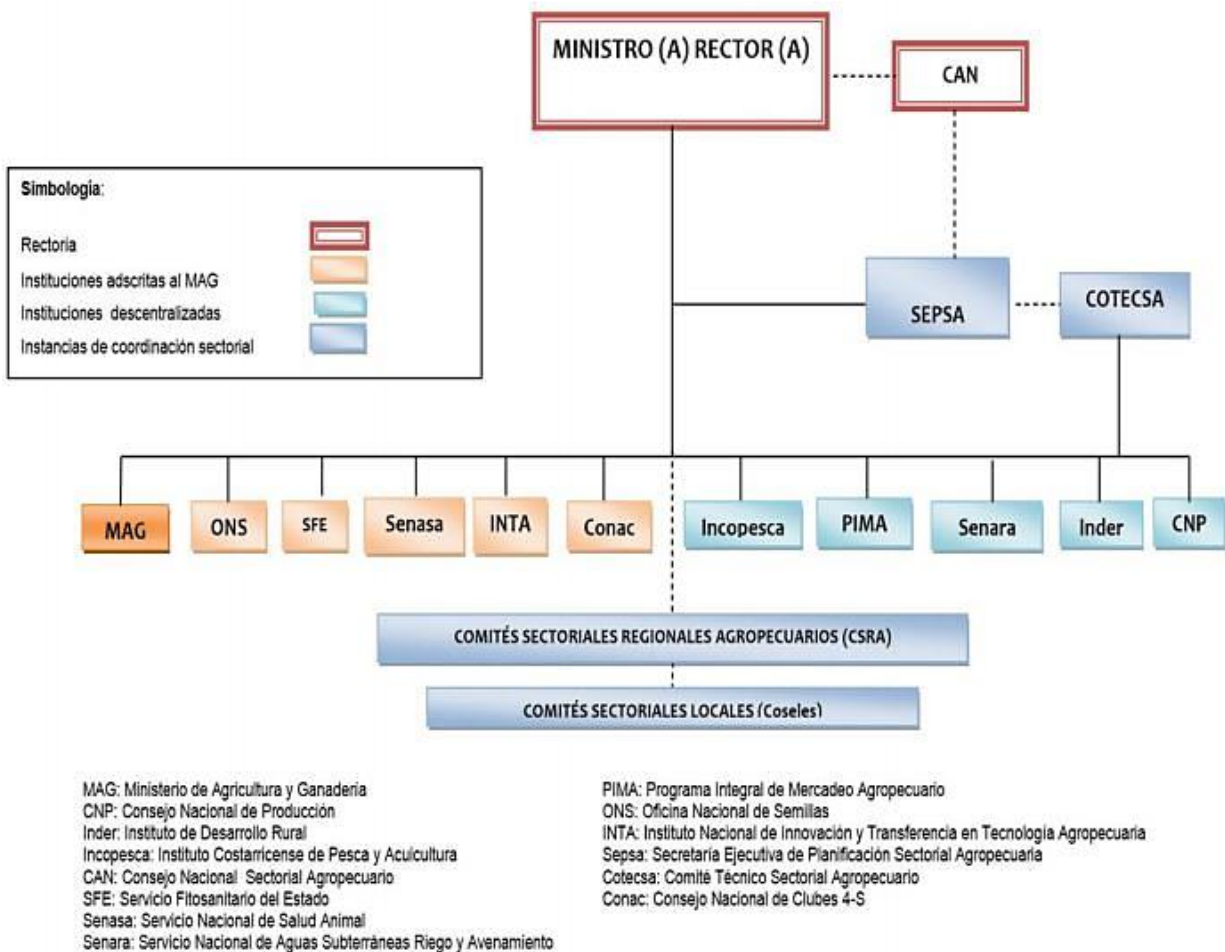 MINISTRO (A) RECTOR (A)
CAN
Simbología:
Rectoría
Instituciones adscritas al MAG
Instituciones descentralizadas
Instancias de coordinación sectorial
SEPSA
COTECSA
MAG
ONS
SFE
Senasa
INTA
Conac
Incopesca
PIMA
Senara
Inder
CNP
COMITÉS SECTORIALES REGIONALES AGROPECUARIOS (CSRA)
COMITÉS SECTORIALES LOCALES (Coseles)
MAG: Ministerio de Agricultura y Ganadería
CNP: Consejo Nacional de Producción
Inder: Instituto de Desarrollo Rural
Incopesca: Instituto Costarricense de Pesca y Acuicultura
CAN: Consejo Nacional Sectorial Agropecuario
SFE: Servicio Fitosanitario del Estado
Senasa: Servicio Nacional de Salud Animal
Senara: Servicio Nacional de Aguas Subterráneas Riego y Avenamiento
PIMA: Programa Integral de Mercadeo Agropecuario
ONS: Oficina Nacional de Semillas
INTA: Instituto Nacional de Innovación y Transferencia en Tecnología Agropecuaria
Sepsa: Secretaría Ejecutiva de Planificación Sectorial Agropecuaria
Cotecsa: Comité Técnico Sectorial Agropecuario
Conac: Consejo Nacional de Clubes 4-S